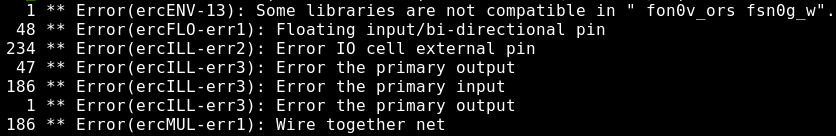 1 ** Error(ercENV-13): Some libraries are not compatible in " fon0v_ors fsn0g_w".
48 ** Error(ercFLO-err1): Floating input/bi-directional pin
234 ** Error(ercILL-err2): Error IO cell external pin
47 ** Error(ercILL-err3): Error the primary output
186 ** Error(ercILL-err3): Error the primary input
1 ** Error(ercILL-err3): Error the primary output
186 ** Error(ercMUL-err1): Wire together net